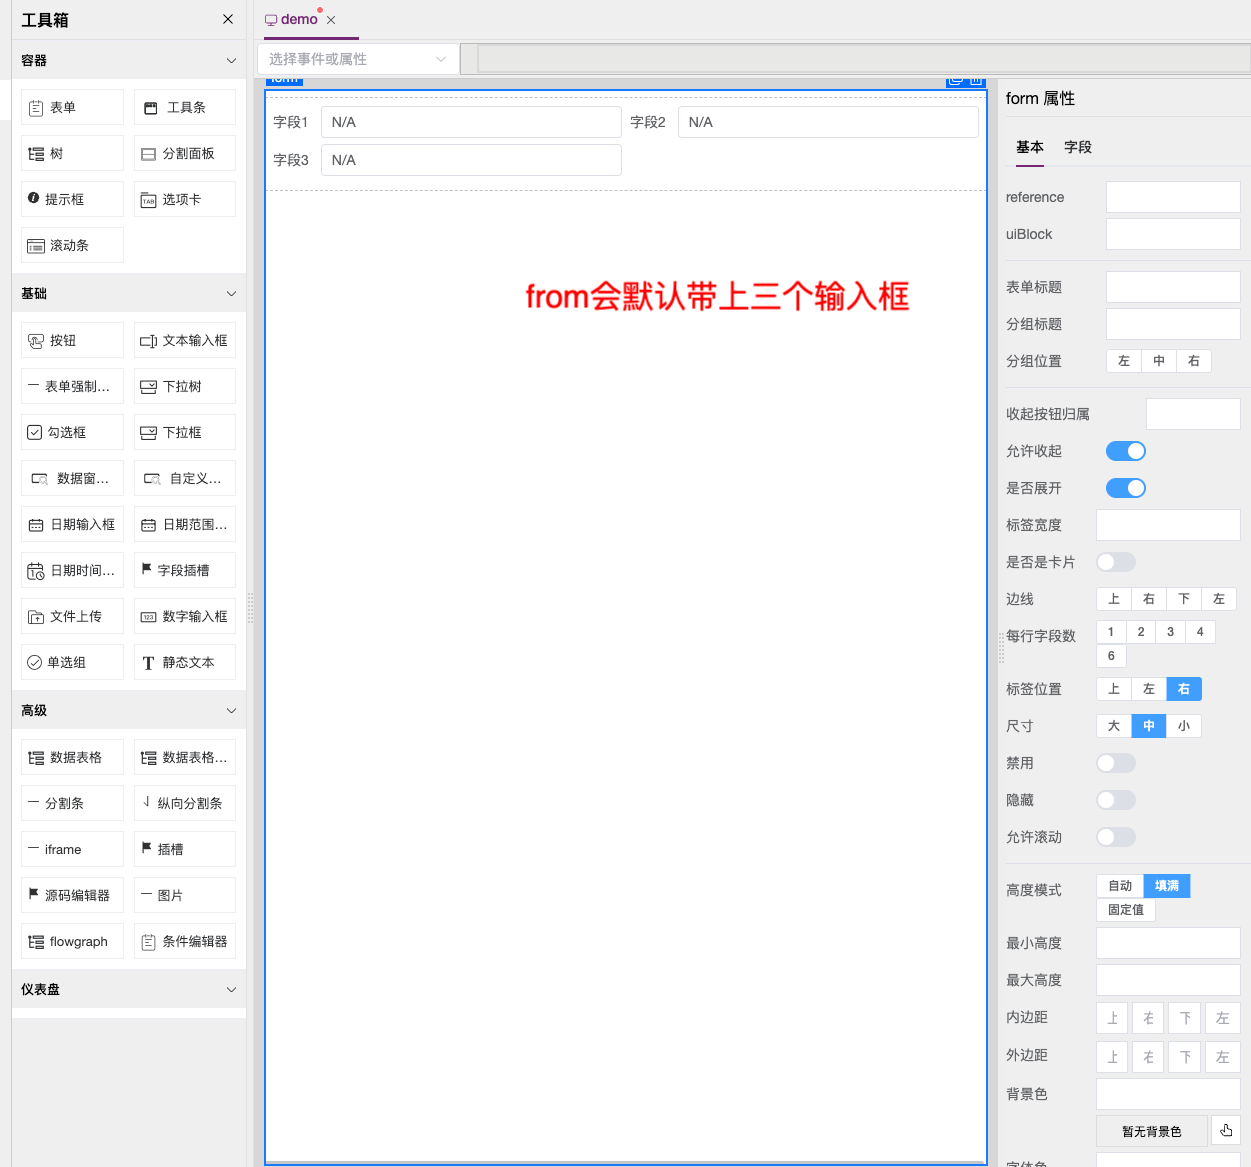 工具箱
容器
表单
工具条
树
分割面板
提示框
选项卡
滚动条
基础
按钮
文本输入框
表单强制...
下拉树
勾选框
下拉框
数据窗...
自定义...
日期输入框
日期范围...
日期时间...
字段插槽
文件上传
数字输入框
单选组
静态文本
高级
数据表格
数据表格...
分割条
纵向分割条
iframe
插槽
源码编辑器
图片
flowgraph
条件编辑器
仪表盘
demo
选择事件或属性
form
字段1 N/A 字段2 N/A
字段3 N/A
from会默认带上三个输入框
form 属性
基本 字段
reference
uiBlock
表单标题
分组标题
分组位置 左 中 右
收起按钮归属
允许收起
是否展开
标签宽度
是否是卡片
边线 上 右 下 左
每行字段数 1 2 3 4
6
标签位置 上 左 右
尺寸 大 中 小
禁用
隐藏
允许滚动
高度模式 自动 填满
固定值
最小高度
最大高度
内边距 上 右 下 左
外边距 上 右 下 左
背景色
暂无背景色
字体色